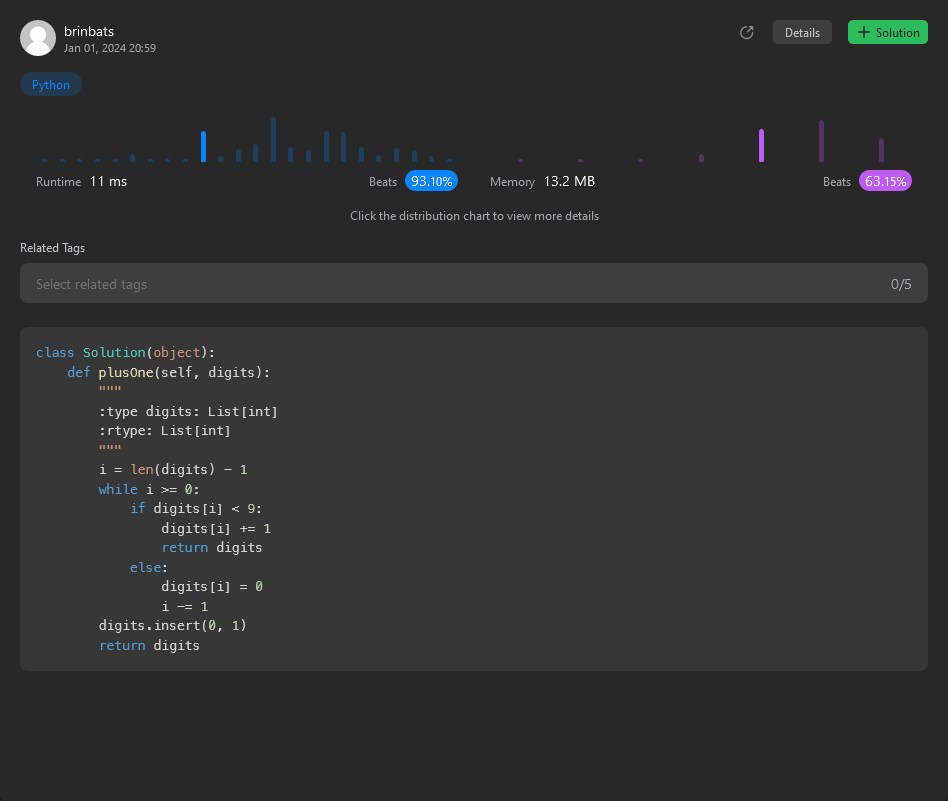 brinbats
Jan 01, 2024 20:59
Details
+ Solution
Python
Runtime 11 ms Beats 93.10% Memory 13.2 MB Beats 63.15%
Click the distribution chart to view more details
Related Tags
Select related tags 0/5
class Solution(object):
    def plusOne(self, digits):
        """
        :type digits: List[int]
        :rtype: List[int]
        """
        i = len(digits) - 1
        while i >= 0:
            if digits[i] < 9:
                digits[i] += 1
                return digits
            else:
                digits[i] = 0
                i -= 1
        digits.insert(0, 1)
        return digits